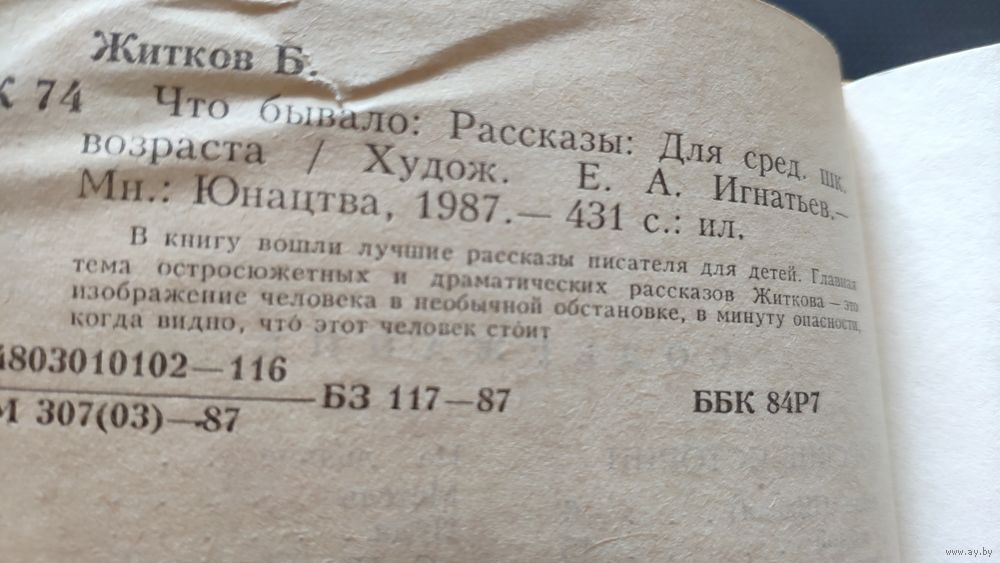 Житков Б.
К 74 Что бывало: Рассказы: Для сред. шк.
возраста / Худож. Е. А. Игнатьев.—
Мн.: Юнацтва, 1987.— 431 с.: ил.
В книгу вошли лучшие рассказы писателя для детей. Главная
тема остросюжетных и драматических рассказов Житкова — это
изображение человека в необычной обстановке, в минуту опасности,
когда видно, что́ этот человек сто́ит
4803010102—116
М 307(03)—87
БЗ 117—87
ББК 84Р7
www.ay.by